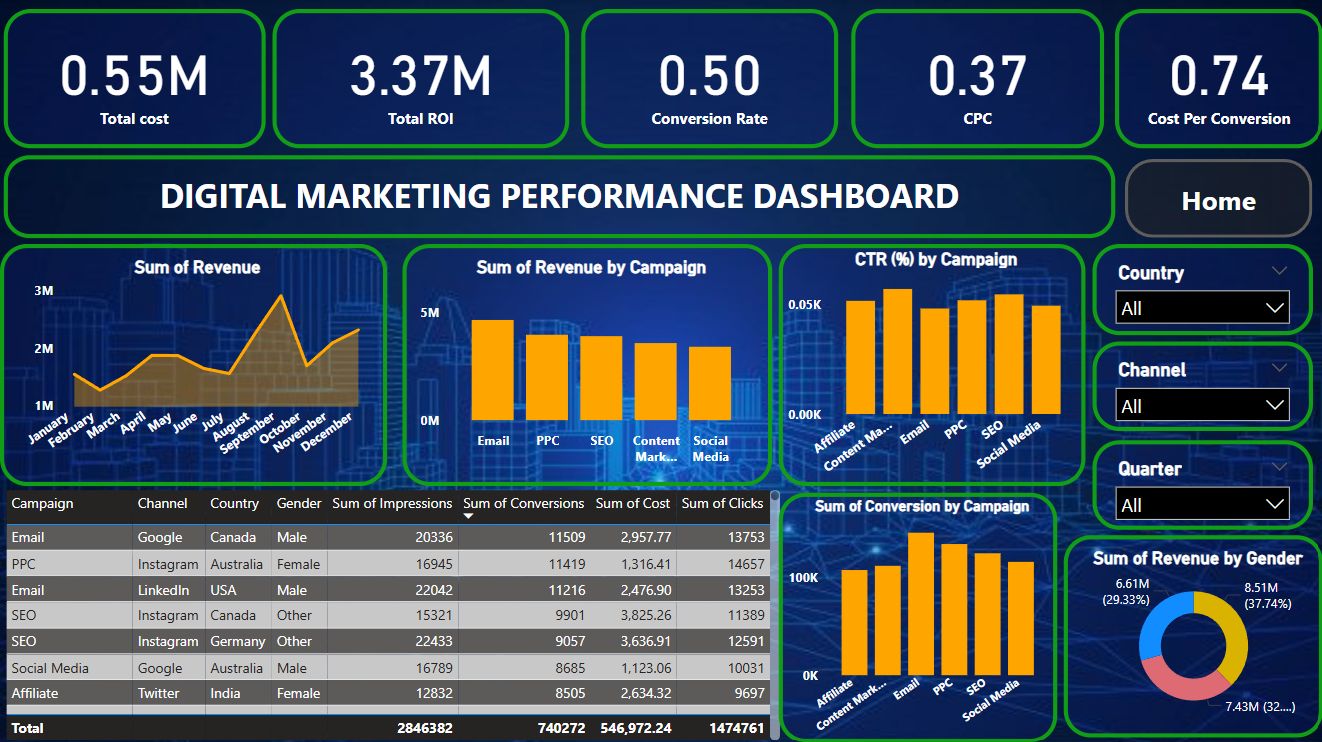 0.55M
Total cost
3.37M
Total ROI
0.50
Conversion Rate
0.37
CPC
0.74
Cost Per Conversion
DIGITAL MARKETING PERFORMANCE DASHBOARD
Home
Sum of Revenue
3M
2M
1M
January
February
March
April
May
June
July
August
September
October
November
December
Sum of Revenue by Campaign
5M
0M
Email
PPC
SEO
Content
Mark...
Social
Media
CTR (%) by Campaign
0.05K
0.00K
Affiliate
Content Ma...
Email
PPC
SEO
Social Media
Country
All
Channel
All
Quarter
All
Campaign Channel Country Gender Sum of Impressions Sum of Conversions Sum of Cost Sum of Clicks
Email Google Canada Male 20336 11509 2,957.77 13753
PPC Instagram Australia Female 16945 11419 1,316.41 14657
Email LinkedIn USA Male 22042 11216 2,476.90 13253
SEO Instagram Canada Other 15321 9901 3,825.26 11389
SEO Instagram Germany Other 22433 9057 3,636.91 12591
Social Media Google Australia Male 16789 8685 1,123.06 10031
Affiliate Twitter India Female 12832 8505 2,634.32 9697
Total 2846382 740272 546,972.24 1474761
Sum of Conversion by Campaign
100K
0K
Affiliate
Content Mark...
Email
PPC
SEO
Social Media
Sum of Revenue by Gender
6.61M
(29.33%)
8.51M
(37.74%)
7.43M (32....)